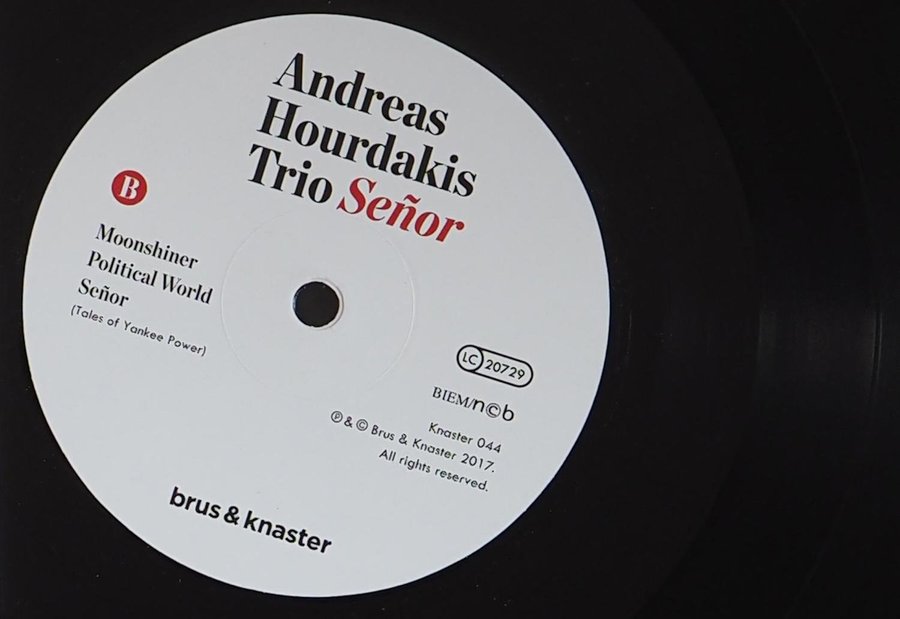 Andreas
Hourdakis
Trio Señor
B
Moonshiner
Political World
Señor
(Tales of Yankee Power)
LC 20729
BIEM/n©b
Knaster 044
℗ & © Brus & Knaster 2017.
All rights reserved.
brus & knaster